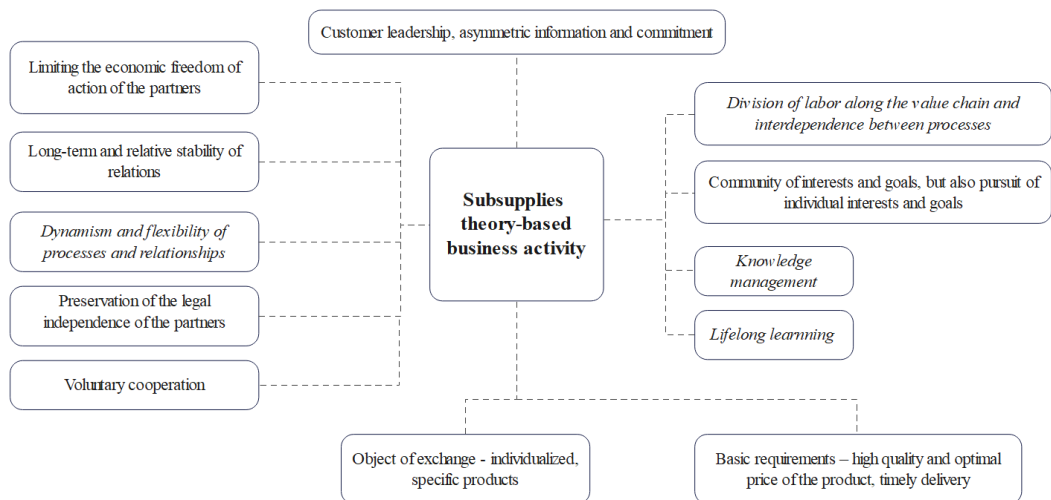 Customer leadership, asymmetric information and commitment
Limiting the economic freedom of
action of the partners
Long-term and relative stability of
relations
Dynamism and flexibility of
processes and relationships
Preservation of the legal
independence of the partners
Voluntary cooperation
Subsupplies
theory-based
business activity
Division of labor along the value chain and
interdependence between processes
Community of interests and goals, but also pursuit of
individual interests and goals
Knowledge
management
Lifelong learnning
Object of exchange - individualized,
specific products
Basic requirements – high quality and optimal
price of the product, timely delivery